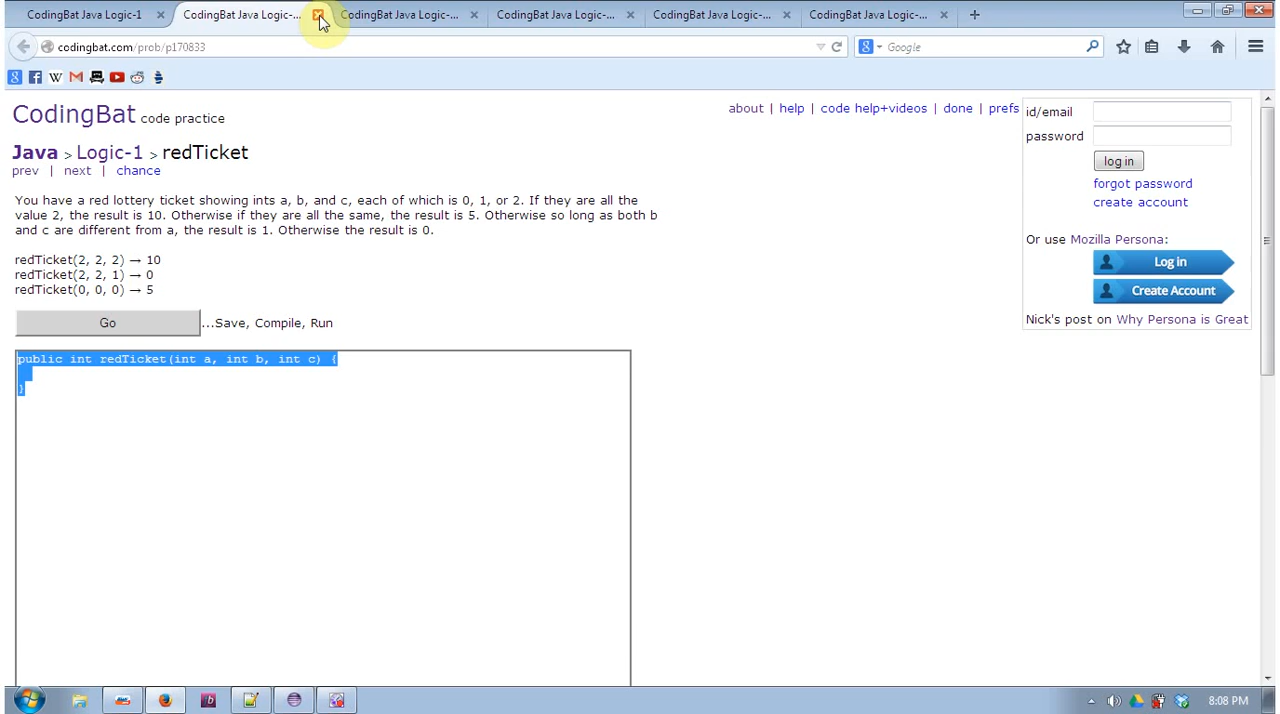 CodingBat Java Logic-1
CodingBat Java Logic-...
CodingBat Java Logic-...
CodingBat Java Logic-...
CodingBat Java Logic-...
CodingBat Java Logic-...
codingbat.com/prob/p170833
Google
CodingBat code practice
about | help | code help+videos | done | prefs
id/email
password
log in
forgot password
create account
Or use Mozilla Persona:
Log in
Create Account
Nick's post on Why Persona is Great
Java > Logic-1 > redTicket
prev | next | chance
You have a red lottery ticket showing ints a, b, and c, each of which is 0, 1, or 2. If they are all the
value 2, the result is 10. Otherwise if they are all the same, the result is 5. Otherwise so long as both b
and c are different from a, the result is 1. Otherwise the result is 0.
redTicket(2, 2, 2) → 10
redTicket(2, 2, 1) → 0
redTicket(0, 0, 0) → 5
Go ...Save, Compile, Run
public int redTicket(int a, int b, int c) {
}
8:08 PM